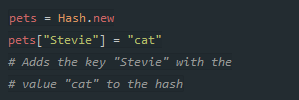 pets = Hash.new
pets["Stevie"] = "cat"
# Adds the key "Stevie" with the
# value "cat" to the hash